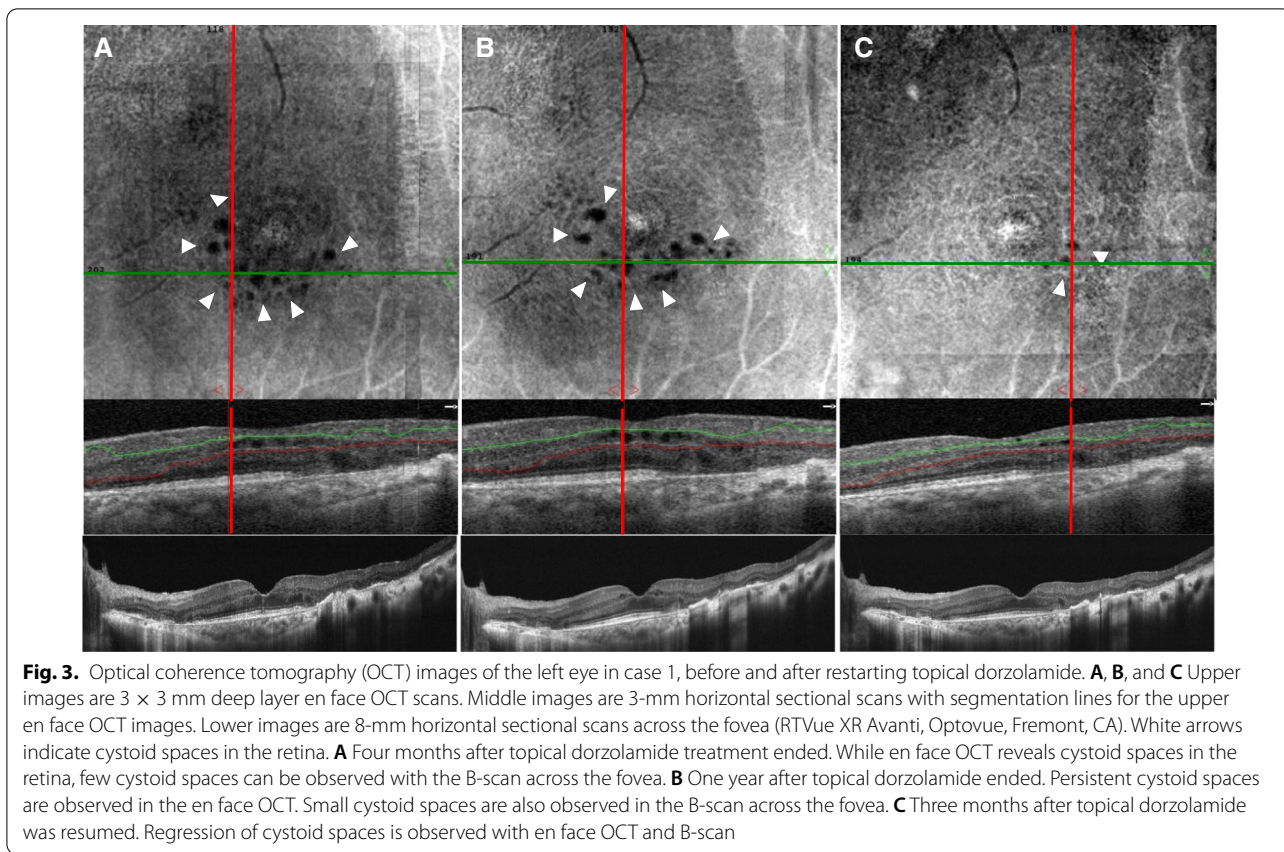 A
B
C
116
192
188
202
191
194
Fig. 3. Optical coherence tomography (OCT) images of the left eye in case 1, before and after restarting topical dorzolamide. A, B, and C Upper
images are 3 × 3 mm deep layer en face OCT scans. Middle images are 3-mm horizontal sectional scans with segmentation lines for the upper
en face OCT images. Lower images are 8-mm horizontal sectional scans across the fovea (RTVue XR Avanti, Optovue, Fremont, CA). White arrows
indicate cystoid spaces in the retina. A Four months after topical dorzolamide treatment ended. While en face OCT reveals cystoid spaces in the
retina, few cystoid spaces can be observed with the B-scan across the fovea. B One year after topical dorzolamide ended. Persistent cystoid spaces
are observed in the en face OCT. Small cystoid spaces are also observed in the B-scan across the fovea. C Three months after topical dorzolamide
was resumed. Regression of cystoid spaces is observed with en face OCT and B-scan